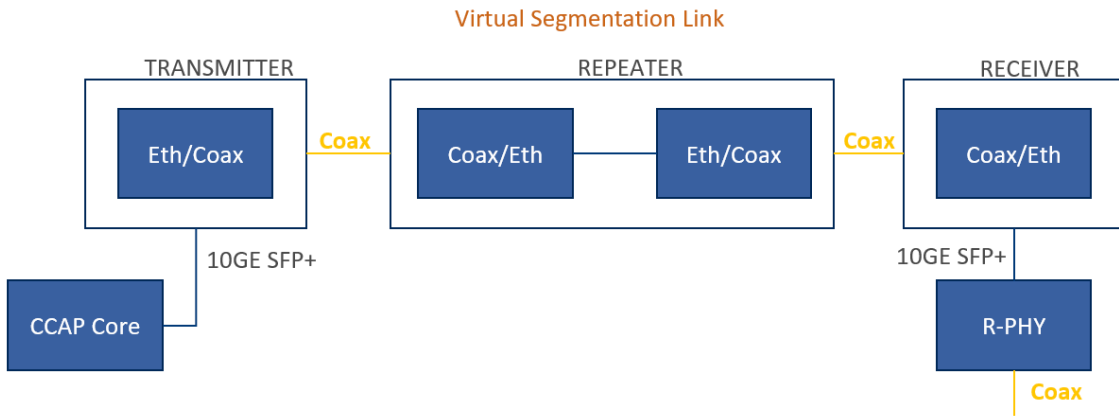 Virtual Segmentation Link
TRANSMITTER
REPEATER
RECEIVER
Eth/Coax
Coax
Coax/Eth
Eth/Coax
Coax
Coax/Eth
10GE SFP+
10GE SFP+
CCAP Core
R-PHY
Coax